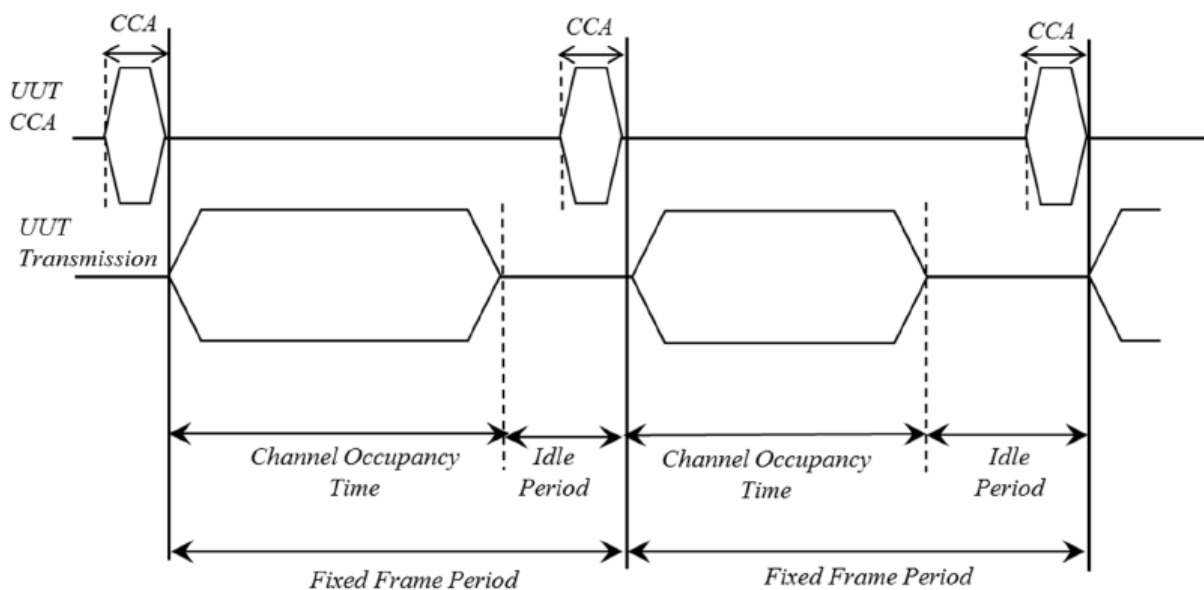 CCA
CCA
CCA
UUT
CCA
UUT
Transmission
Channel Occupancy
Time
Idle
Period
Channel Occupancy
Time
Idle
Period
Fixed Frame Period
Fixed Frame Period